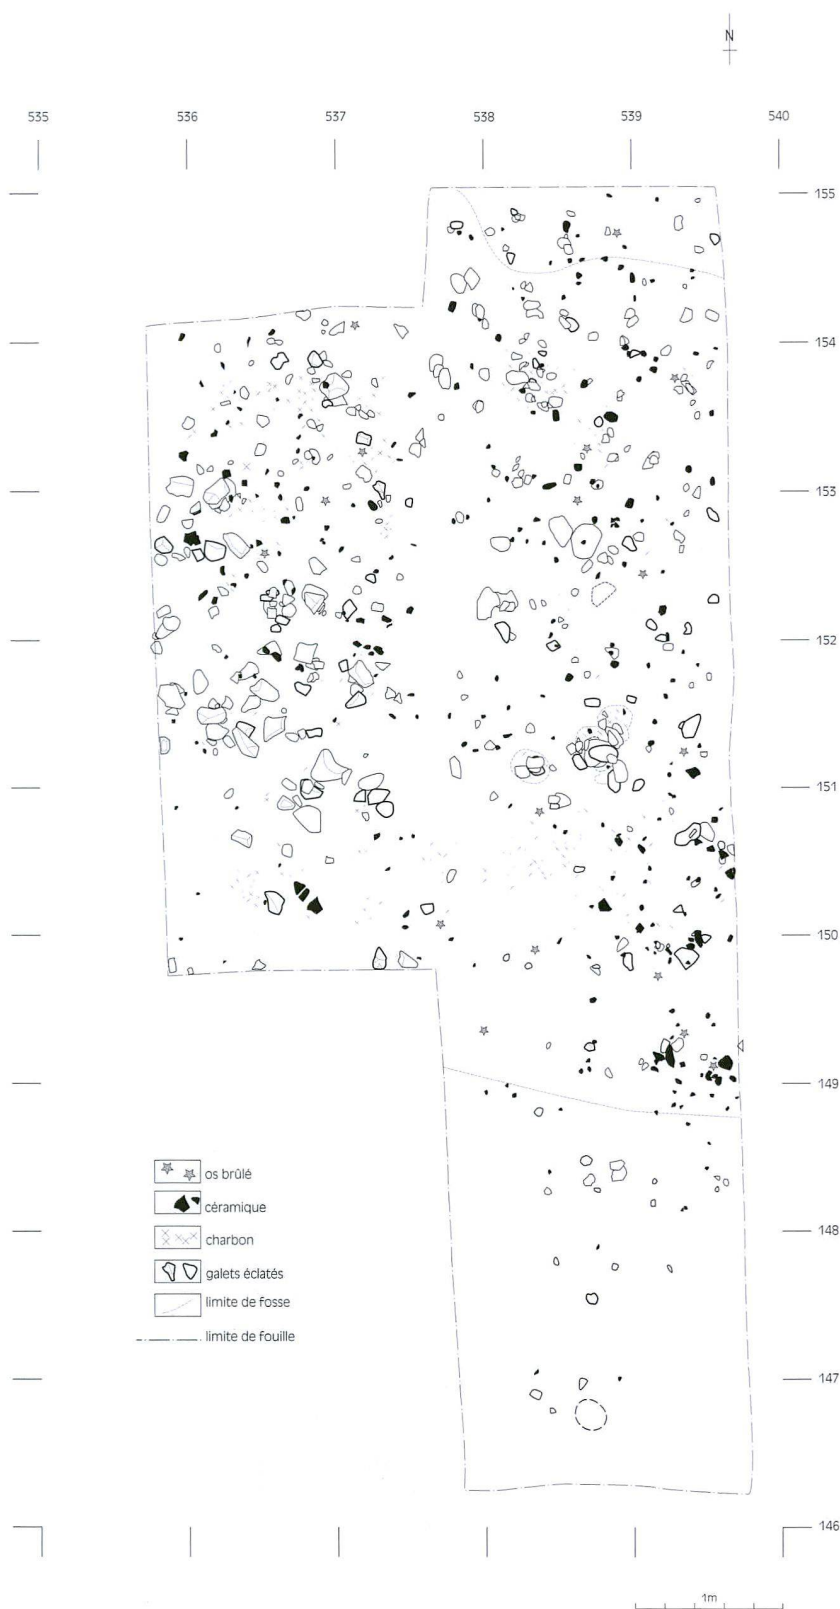 N
535 536 537 538 539 540
155
154
153
152
151
150
149
148
147
146
os brûlé
céramique
charbon
galets éclatés
limite de fosse
limite de fouille
1m